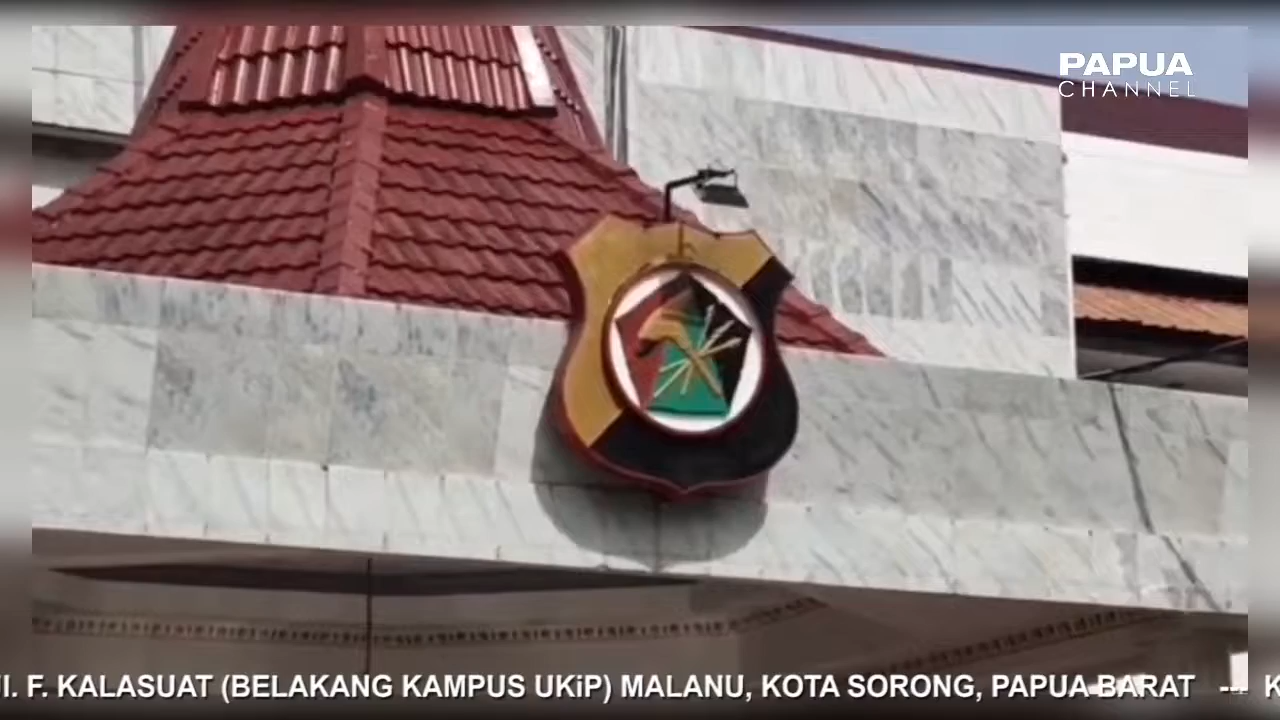 PAPUA
CHANNEL
F. KALASUAT (BELAKANG KAMPUS UKiP) MALANU, KOTA SORONG, PAPUA BARAT --